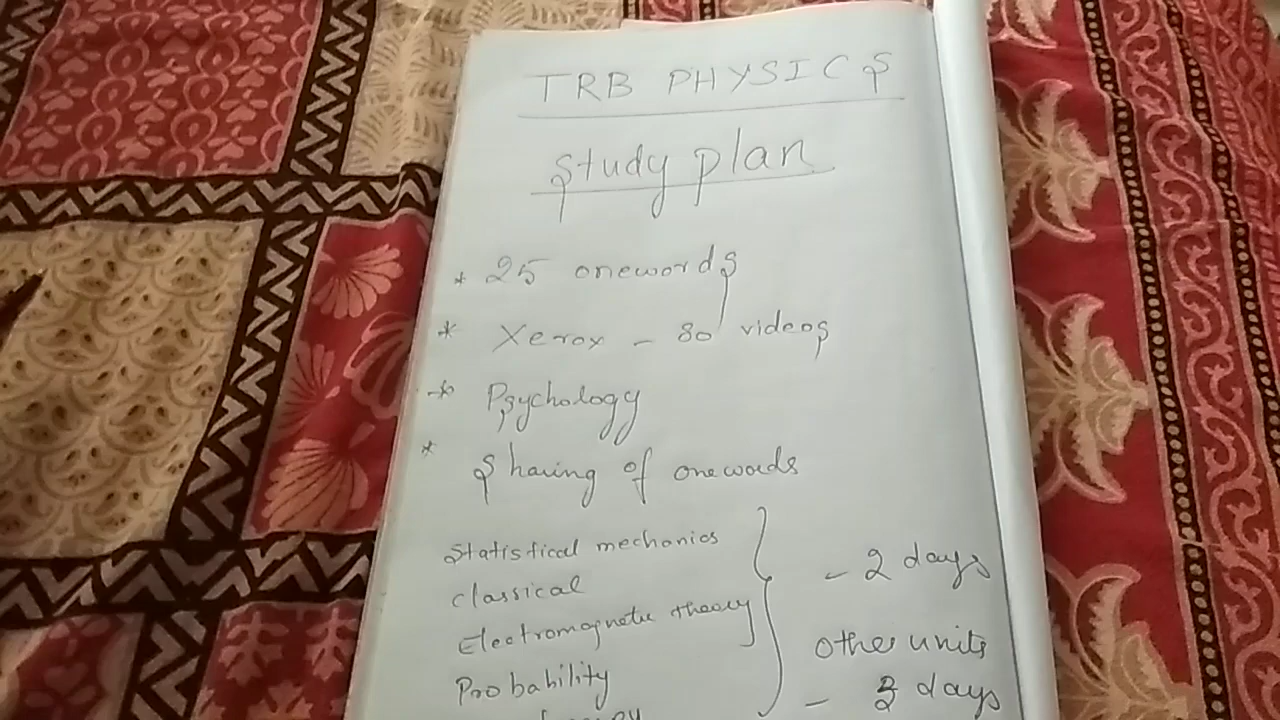 TRB PHYSICS
Study plan
* 25 onewords
* Xerox - 80 videos
* Psychology
* Sharing of onewords
Statistical mechanics
classical
Electromagnetic theory
Probability
- 2 days
other units
- 3 days